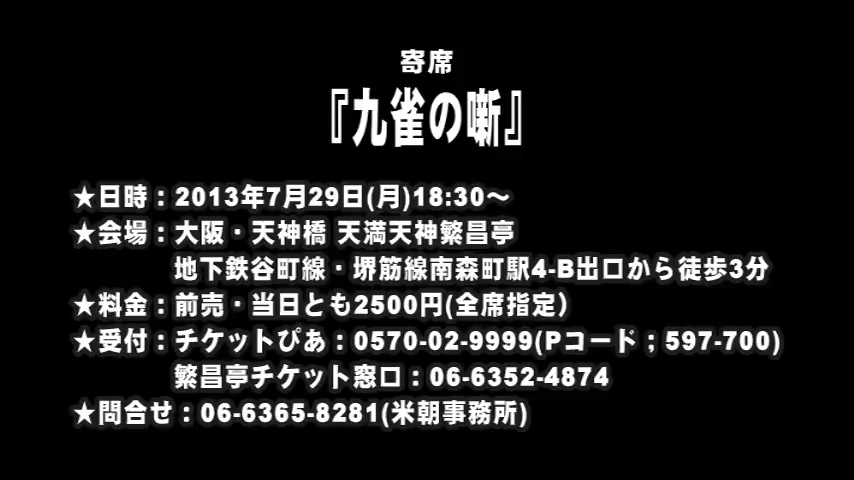 寄席
『九雀の噺』
★日時：2013年7月29日(月)18:30～
★会場：大阪・天神橋 天満天神繁昌亭
地下鉄谷町線・堺筋線南森町駅4-B出口から徒歩3分
★料金：前売・当日とも2500円(全席指定）
★受付：チケットぴあ：0570-02-9999(Pコード；597-700)
繁昌亭チケット窓口：06-6352-4874
★問合せ：06-6365-8281(米朝事務所)